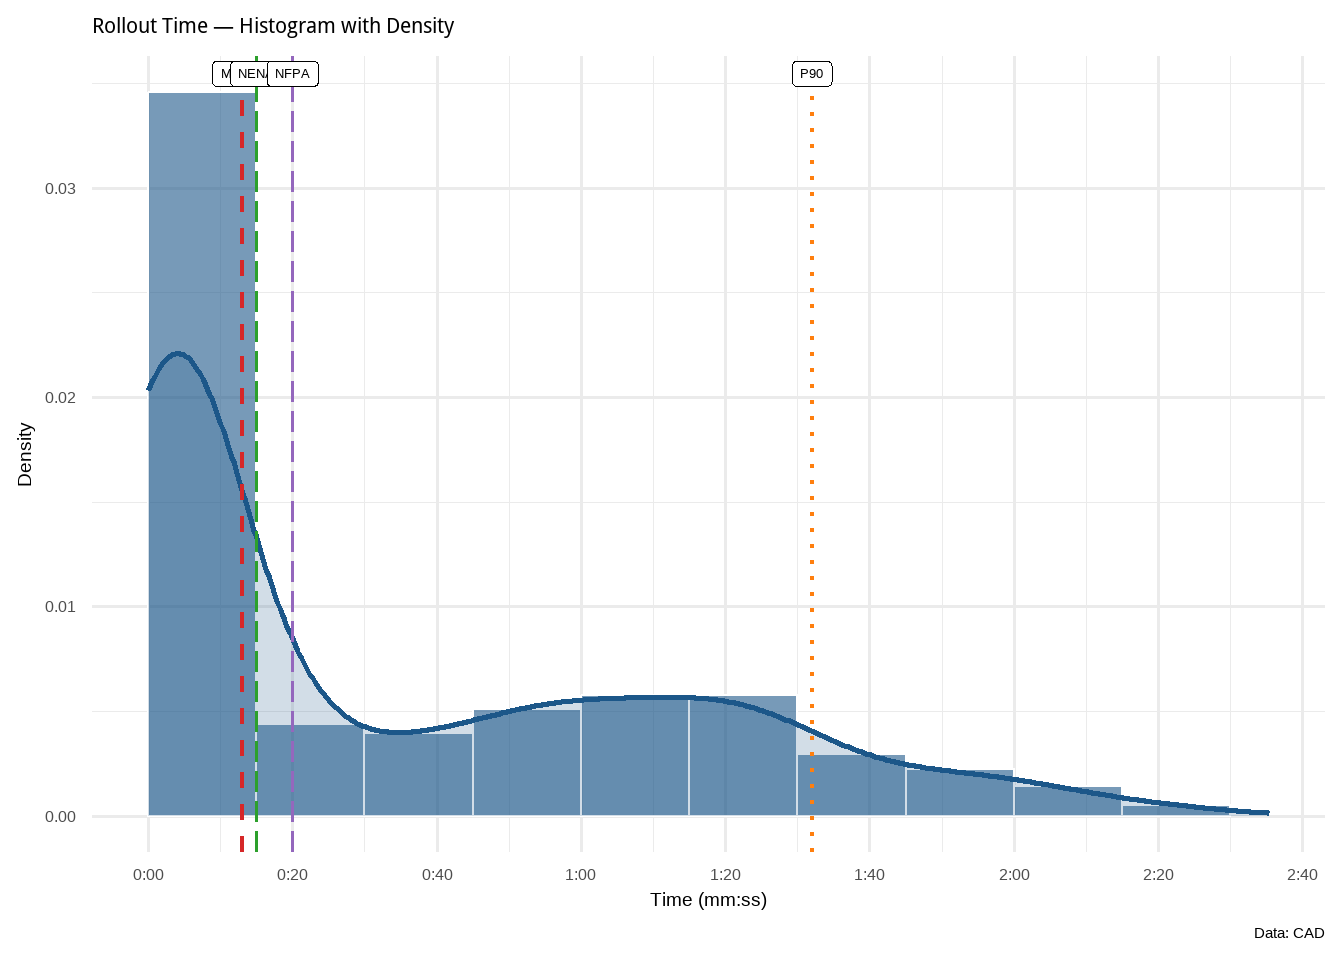 Rollout Time — Histogram with Density
M NENA NFPA P90
0.03
0.02
0.01
0.00
Density
0:00 0:20 0:40 1:00 1:20 1:40 2:00 2:20 2:40
Time (mm:ss)
Data: CAD